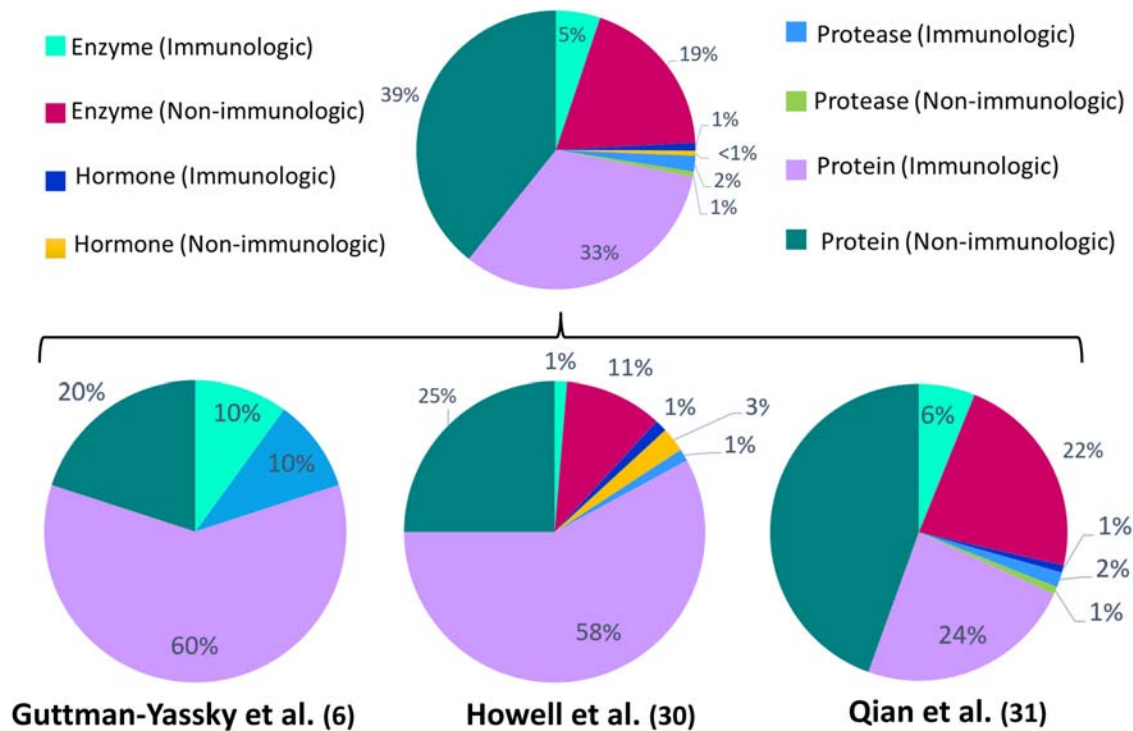 Enzyme (Immunologic)
Enzyme (Non-immunologic)
Hormone (Immunologic)
Hormone (Non-immunologic)
5%
19%
1%
<1%
2%
1%
33%
39%
Protease (Immunologic)
Protease (Non-immunologic)
Protein (Immunologic)
Protein (Non-immunologic)
20%
10%
10%
60%
Guttman-Yassky et al. (6)
1%
11%
1%
3%
1%
25%
58%
Howell et al. (30)
6%
22%
1%
2%
1%
24%
Qian et al. (31)